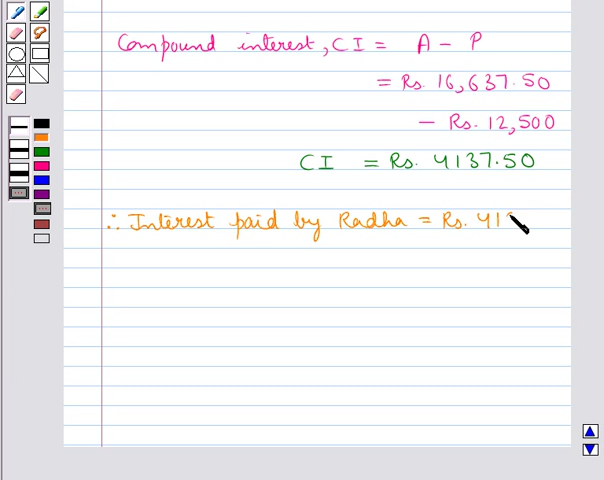 Compound interest, CI = A - P
= Rs. 16,637.50
- Rs. 12,500
CI = Rs. 4137.50
∴ Interest paid by Radha = Rs. 41